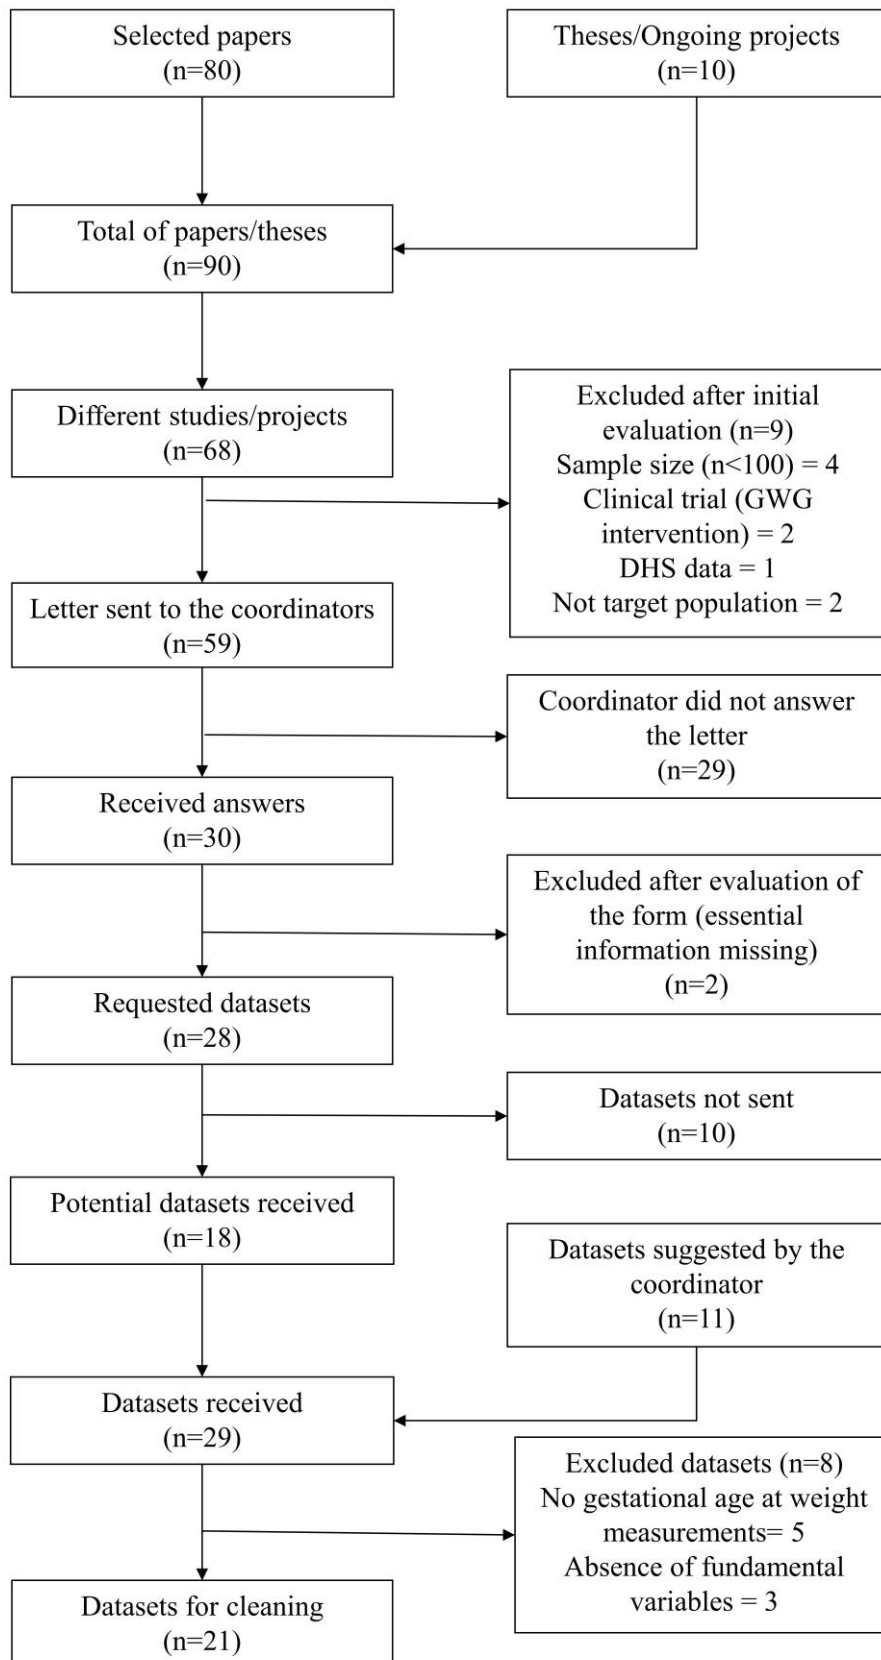 Selected papers
(n=80)
Theses/Ongoing projects
(n=10)
Total of papers/theses
(n=90)
Different studies/projects
(n=68)
Excluded after initial
evaluation (n=9)
Sample size (n<100) = 4
Clinical trial (GWG
intervention) = 2
DHS data = 1
Not target population = 2
Letter sent to the coordinators
(n=59)
Coordinator did not answer
the letter
(n=29)
Received answers
(n=30)
Excluded after evaluation of
the form (essential
information missing)
(n=2)
Requested datasets
(n=28)
Datasets not sent
(n=10)
Potential datasets received
(n=18)
Datasets suggested by the
coordinator
(n=11)
Datasets received
(n=29)
Excluded datasets (n=8)
No gestational age at weight
measurements= 5
Absence of fundamental
variables = 3
Datasets for cleaning
(n=21)